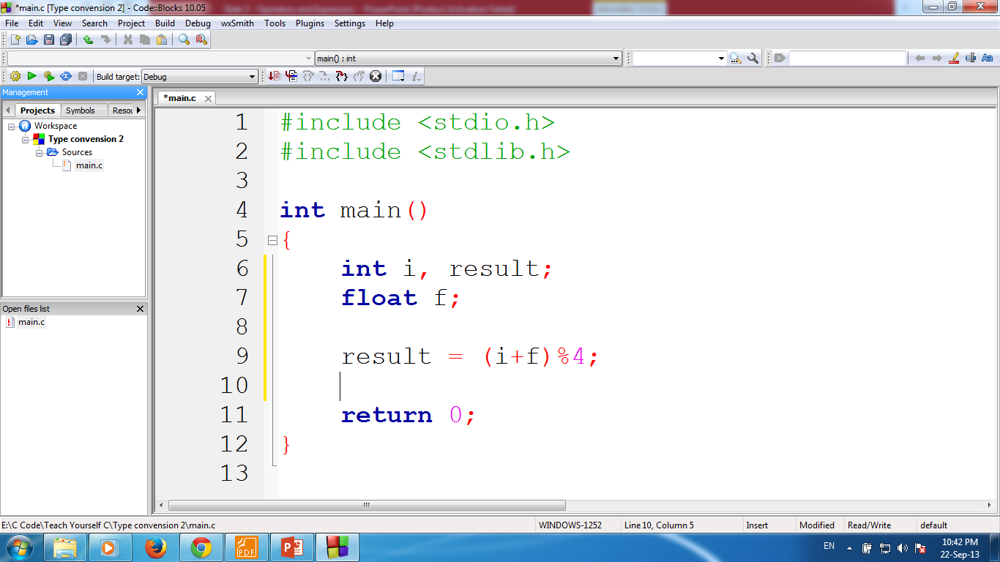 *main.c [Type convension 2] - Code::Blocks 10.05
File Edit View Search Project Build Debug wxSmith Tools Plugins Settings Help
main() : int
Build target: Debug
Management
Projects Symbols Resou
Workspace
Type convension 2
Sources
main.c
Open files list
main.c
*main.c
1 #include <stdio.h>
2 #include <stdlib.h>
3
4 int main()
5 {
6 int i, result;
7 float f;
8
9 result = (i+f)%4;
10
11 return 0;
12 }
13
E:\C Code\Teach Yourself C\Type convension 2\main.c WINDOWS-1252 Line 10, Column 5 Insert Modified Read/Write default
PDF
EN
10:42 PM
22-Sep-13